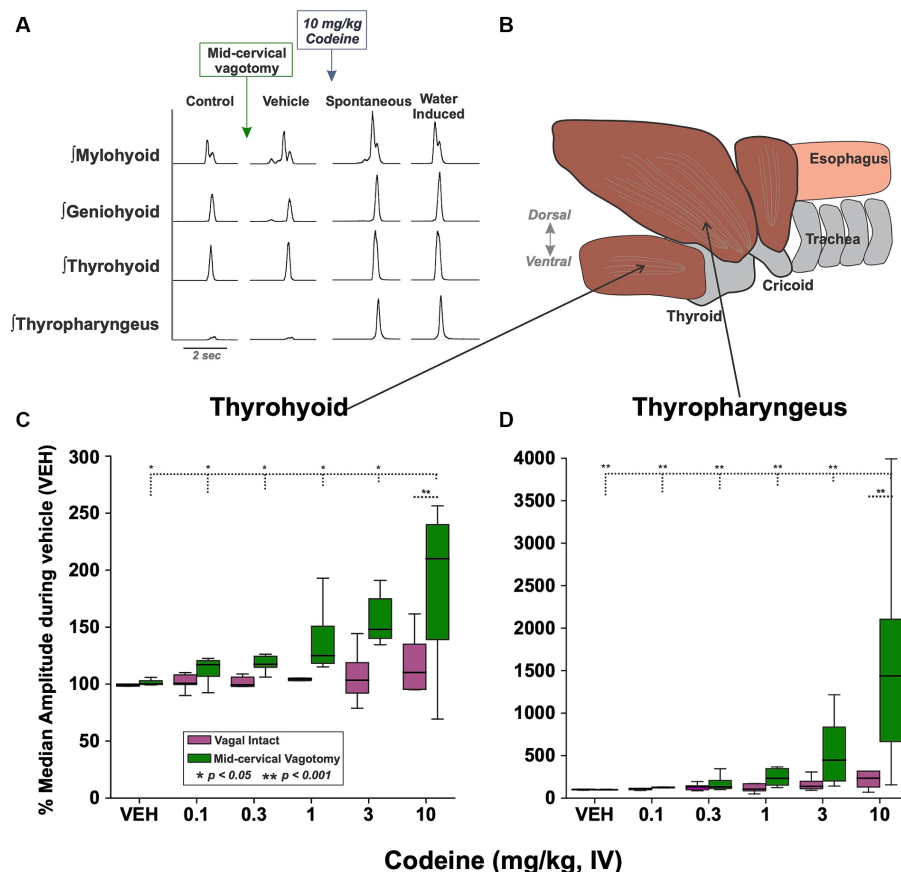 A
10 mg/kg
Codeine
Mid-cervical
vagotomy
Control
Vehicle
Spontaneous
Water
Induced
∫Mylohyoid
∫Geniohyoid
∫Thyrohyoid
∫Thyropharyngeus
2 sec
B
Esophagus
Dorsal
Ventral
Trachea
Cricoid
Thyroid
Thyrohyoid
Thyropharyngeus
C
% Median Amplitude during vehicle (VEH)
300
250
200
150
100
50
0
* * * * *
**
Vagal Intact
Mid-cervical Vagotomy
* p < 0.05 ** p < 0.001
VEH 0.1 0.3 1 3 10
D
4000
3500
3000
2500
2000
1500
1000
500
0
** ** ** ** **
**
VEH 0.1 0.3 1 3 10
Codeine (mg/kg, IV)